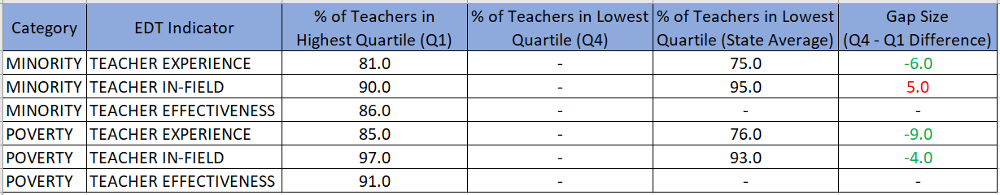 Category EDT Indicator % of Teachers in Highest Quartile (Q1) % of Teachers in Lowest Quartile (Q4) % of Teachers in Lowest Quartile (State Average) Gap Size (Q4 - Q1 Difference)
MINORITY TEACHER EXPERIENCE 81.0 - 75.0 -6.0
MINORITY TEACHER IN-FIELD 90.0 - 95.0 5.0
MINORITY TEACHER EFFECTIVENESS 86.0 - - -
POVERTY TEACHER EXPERIENCE 85.0 - 76.0 -9.0
POVERTY TEACHER IN-FIELD 97.0 - 93.0 -4.0
POVERTY TEACHER EFFECTIVENESS 91.0 - - -